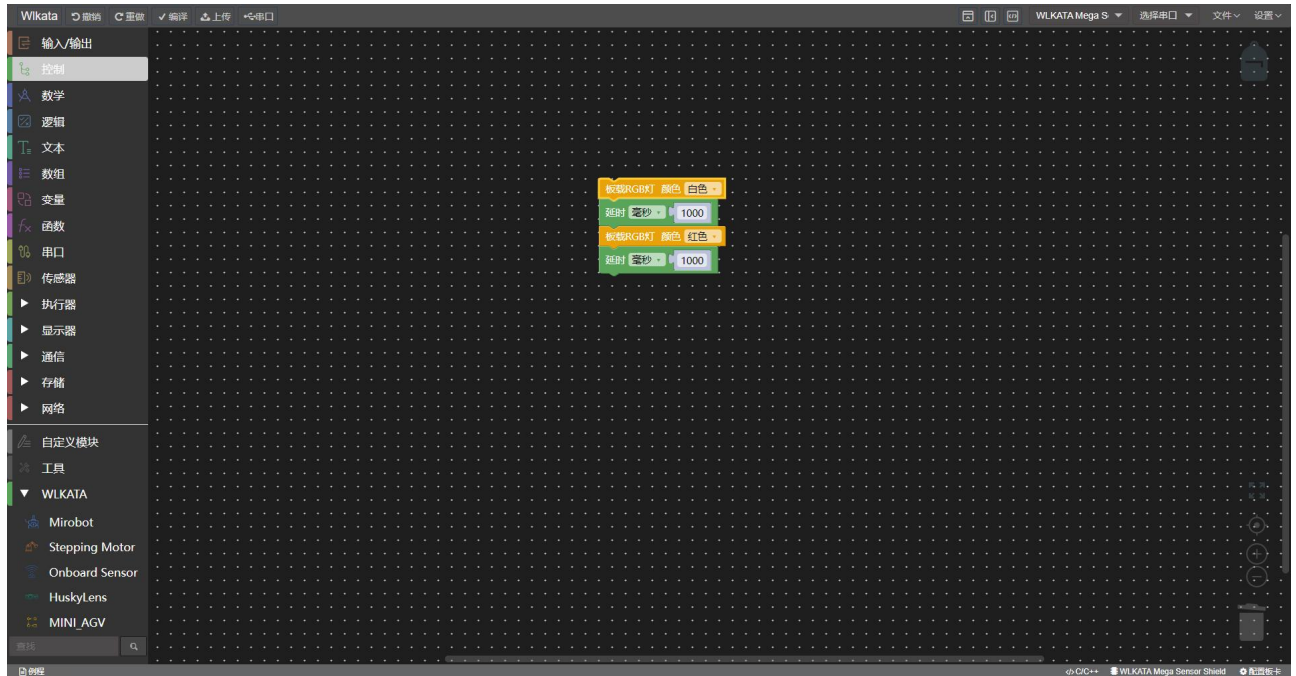 Wlkata 撤销 重做 编译 上传 串口 WLKATA Mega S 选择串口 文件 设置
输入/输出
控制
数学
逻辑
文本
数组
变量
函数
串口
传感器
执行器
显示器
通信
存储
网络
自定义模块
工具
WLKATA
Mirobot
Stepping Motor
Onboard Sensor
HuskyLens
MINI_AGV
查找
板载RGB灯 颜色 白色
延时 毫秒 1000
板载RGB灯 颜色 红色
延时 毫秒 1000
例程 </> C/C++ WLKATA Mega Sensor Shield 配置板卡